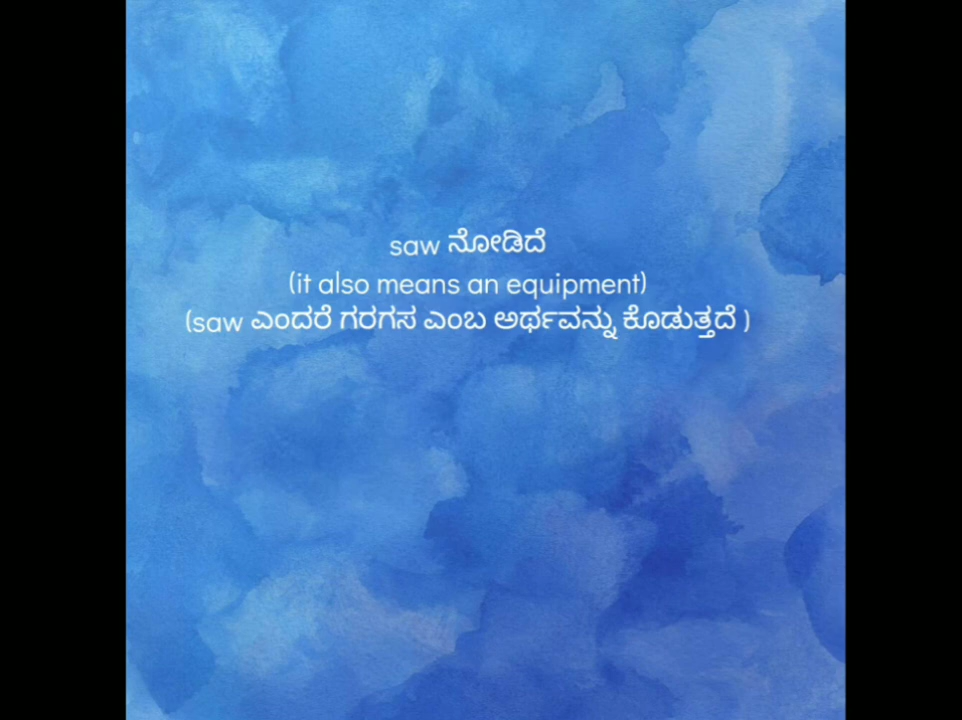 saw ನೋಡಿದೆ
(it also means an equipment)
(saw ಎಂದರೆ ಗರಗಸ ಎಂಬ ಅರ್ಥವನ್ನು ಕೊಡುತ್ತದೆ )